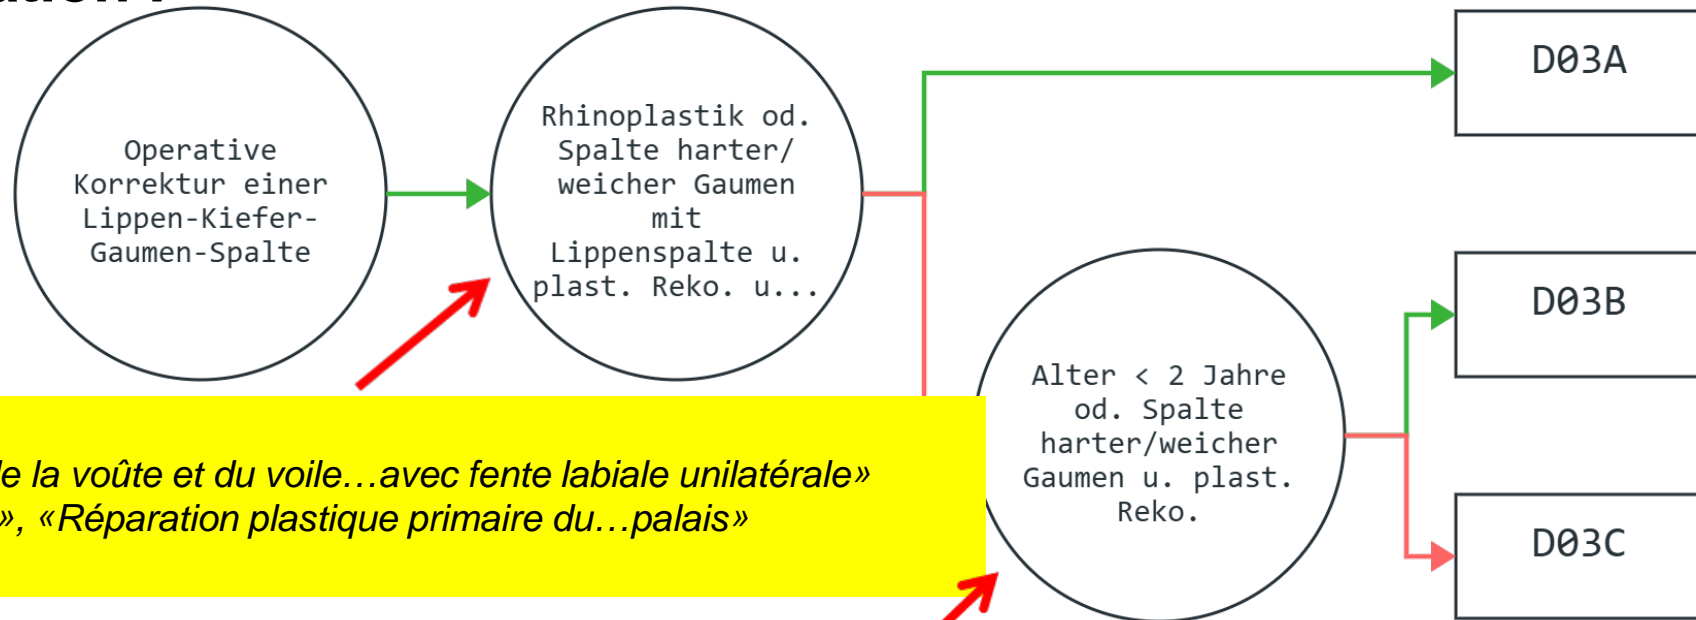 Operative
Korrektur einer
Lippen-Kiefer-
Gaumen-Spalte
Rhinoplastik od.
Spalte harter/
weicher Gaumen
mit
Lippenspalte u.
plast. Reko. u...
D03A
D03B
Alter < 2 Jahre
od. Spalte
harter/weicher
Gaumen u. plast.
Reko.
D03C
la voûte et du voile…avec fente labiale unilatérale»
», «Réparation plastique primaire du…palais»